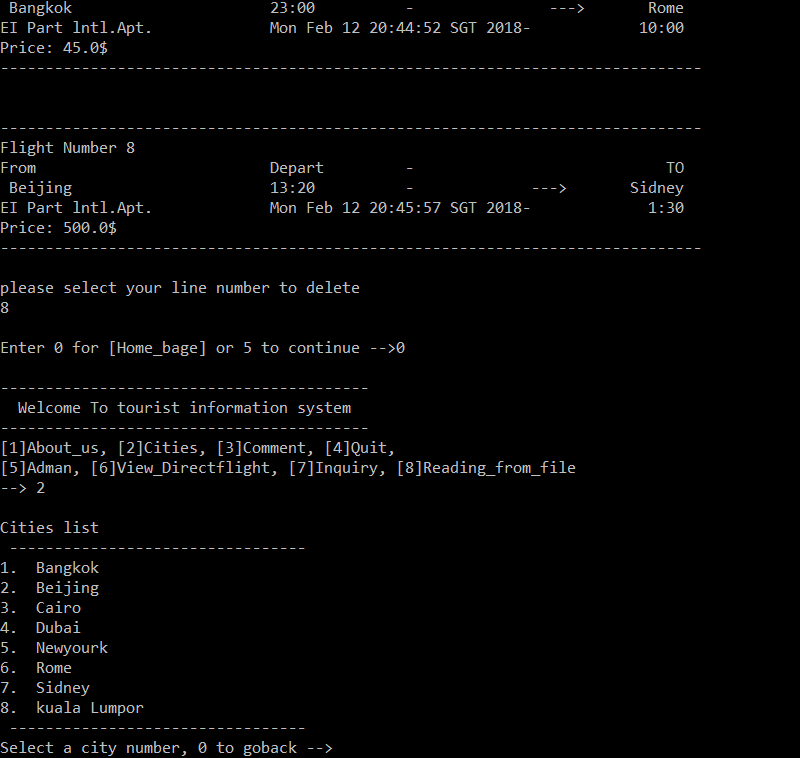 Bangkok 23:00 - ---> Rome
EI Part lntl.Apt. Mon Feb 12 20:44:52 SGT 2018- 10:00
Price: 45.0$
------------------------------------------------------------------------------
------------------------------------------------------------------------------
Flight Number 8
From Depart - TO
Beijing 13:20 - ---> Sidney
EI Part lntl.Apt. Mon Feb 12 20:45:57 SGT 2018- 1:30
Price: 500.0$
------------------------------------------------------------------------------
please select your line number to delete
8
Enter 0 for [Home_bage] or 5 to continue -->0
-----------------------------------------
Welcome To tourist information system
-----------------------------------------
[1]About_us, [2]Cities, [3]Comment, [4]Quit,
[5]Adman, [6]View_Directflight, [7]Inquiry, [8]Reading_from_file
--> 2
Cities list
---------------------------------
1. Bangkok
2. Beijing
3. Cairo
4. Dubai
5. Newyourk
6. Rome
7. Sidney
8. kuala Lumpor
---------------------------------
Select a city number, 0 to goback -->